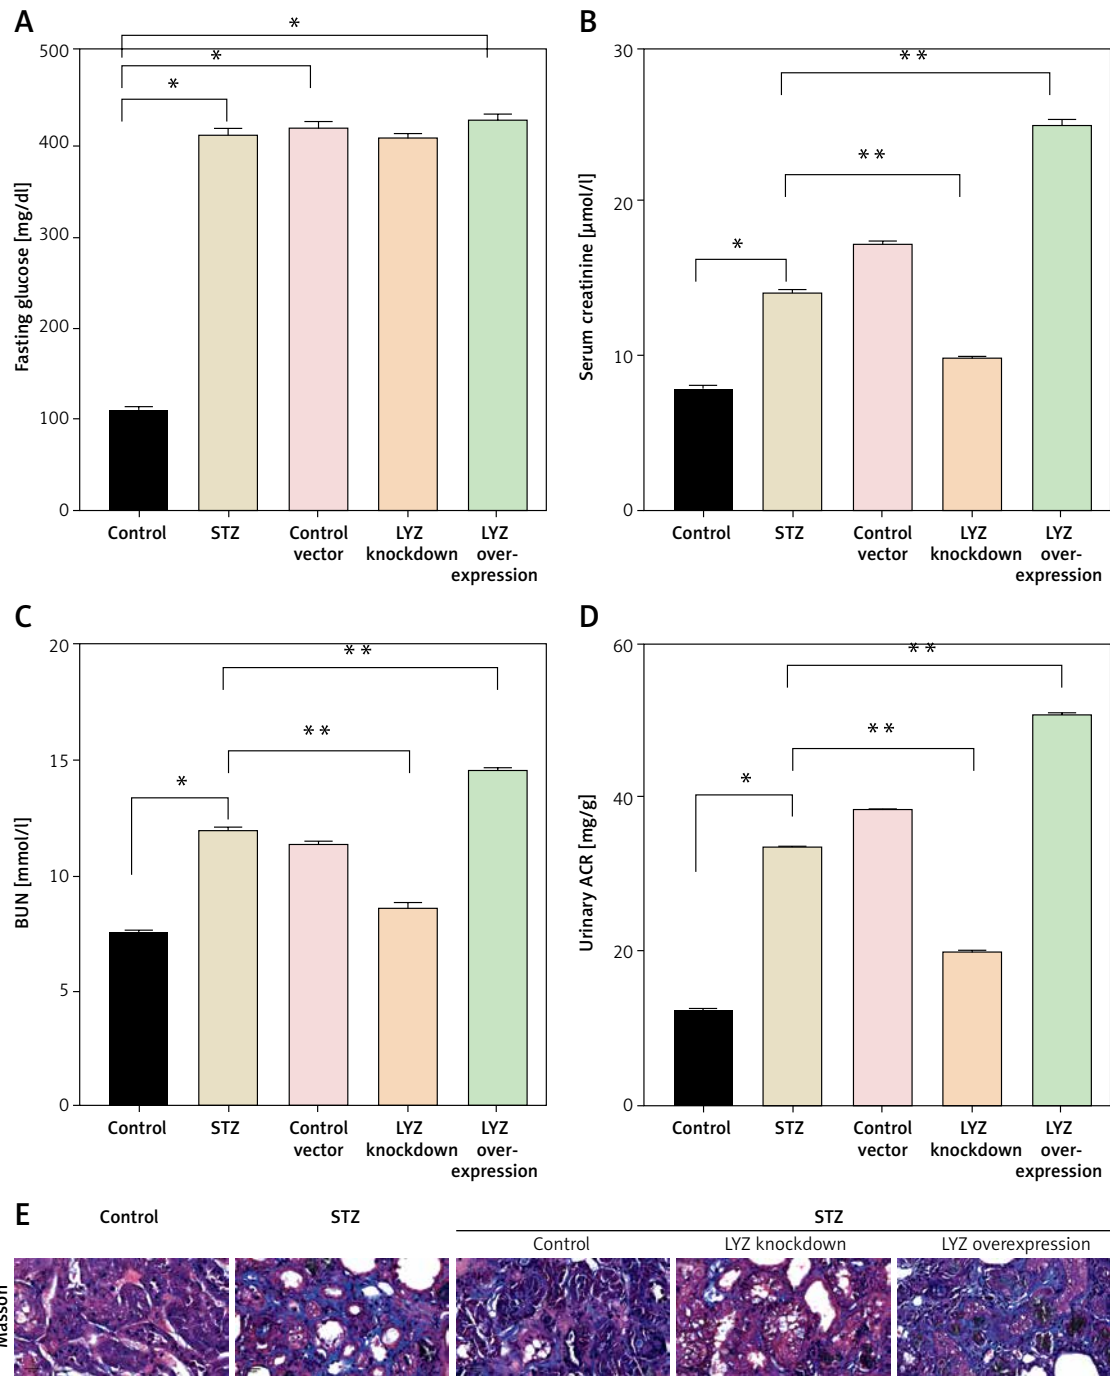 A
*
*
*
Fasting glucose [mg/dl]
500
400
300
200
100
0
Control
STZ
Control
vector
LYZ
knockdown
LYZ
over-
expression
B
**
**
*
Serum creatinine [µmol/l]
30
20
10
0
Control
STZ
Control
vector
LYZ
knockdown
LYZ
over-
expression
C
**
**
*
BUN [mmol/l]
20
15
10
5
0
Control
STZ
Control
vector
LYZ
knockdown
LYZ
over-
expression
D
**
**
*
Urinary ACR [mg/g]
60
40
20
0
Control
STZ
Control
vector
LYZ
knockdown
LYZ
over-
expression
E
Control
STZ
STZ
Control
LYZ knockdown
LYZ overexpression
Masson